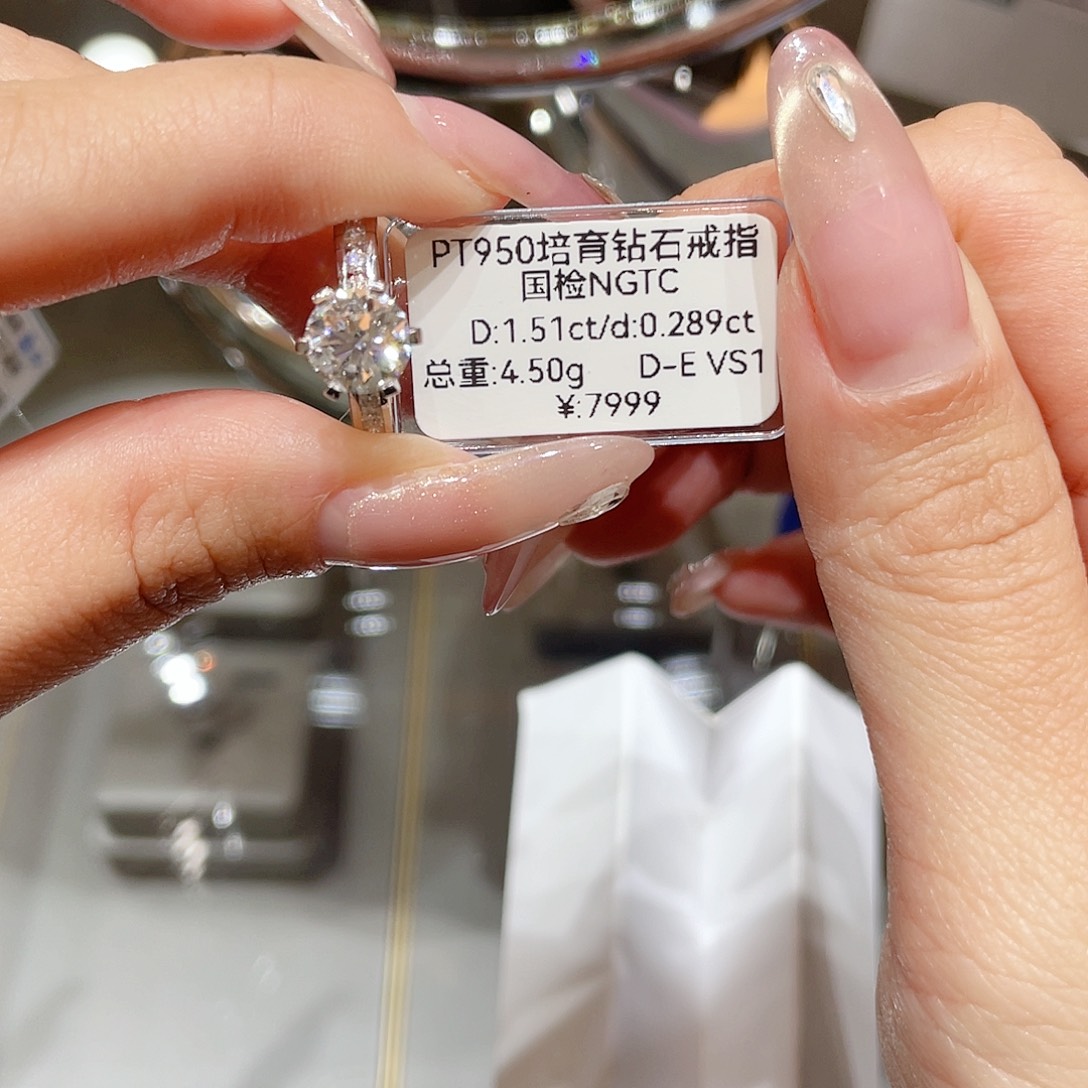 PT950培育钻石戒指
国检NGTC
D:1.51ct/d:0.289ct
总重:4.50g D-E VS1
¥:7999